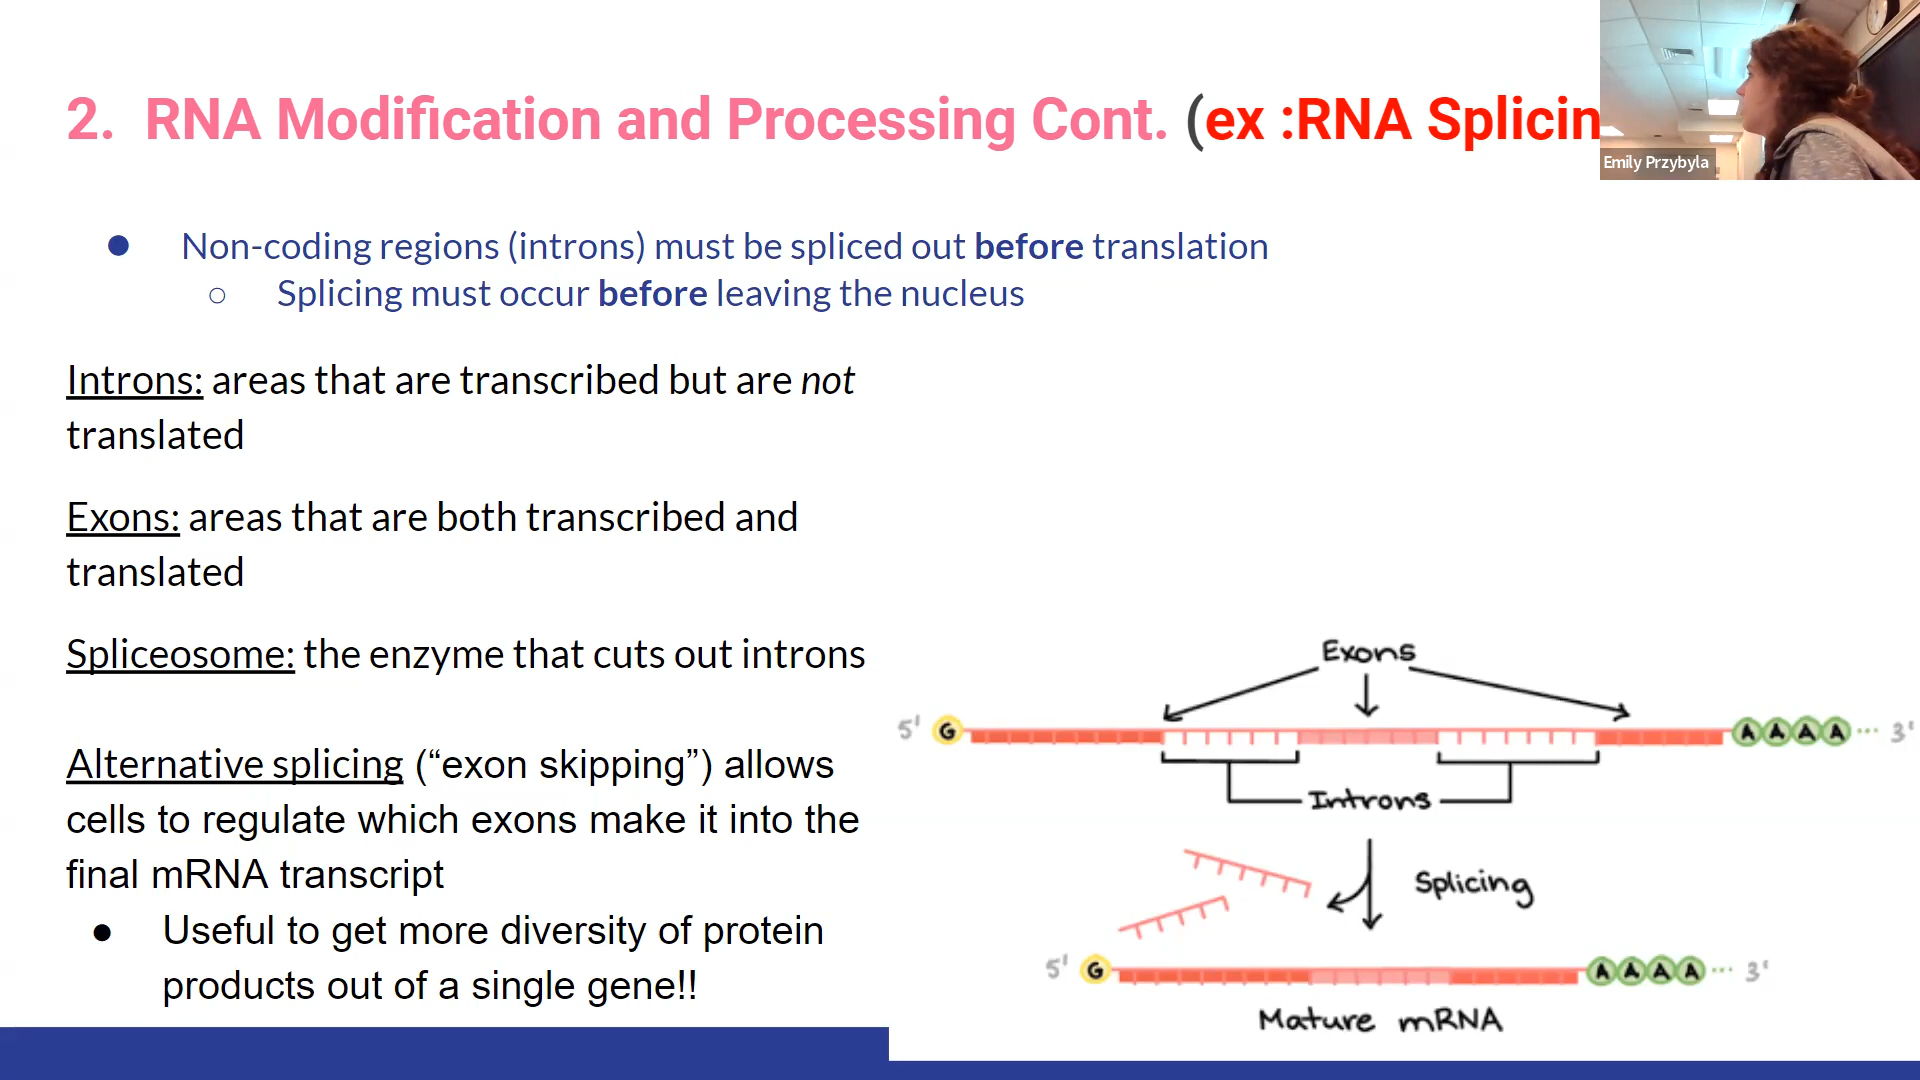 2. RNA Modification and Processing Cont. (ex :RNA Splicin
Emily Przybyla
● Non-coding regions (introns) must be spliced out before translation
○ Splicing must occur before leaving the nucleus
Introns: areas that are transcribed but are not
translated
Exons: areas that are both transcribed and
translated
Spliceosome: the enzyme that cuts out introns
Alternative splicing (“exon skipping”) allows
cells to regulate which exons make it into the
final mRNA transcript
● Useful to get more diversity of protein
products out of a single gene!!
Exons
5' G A A A A ... 3'
Introns
Splicing
5' G A A A A ... 3'
Mature mRNA